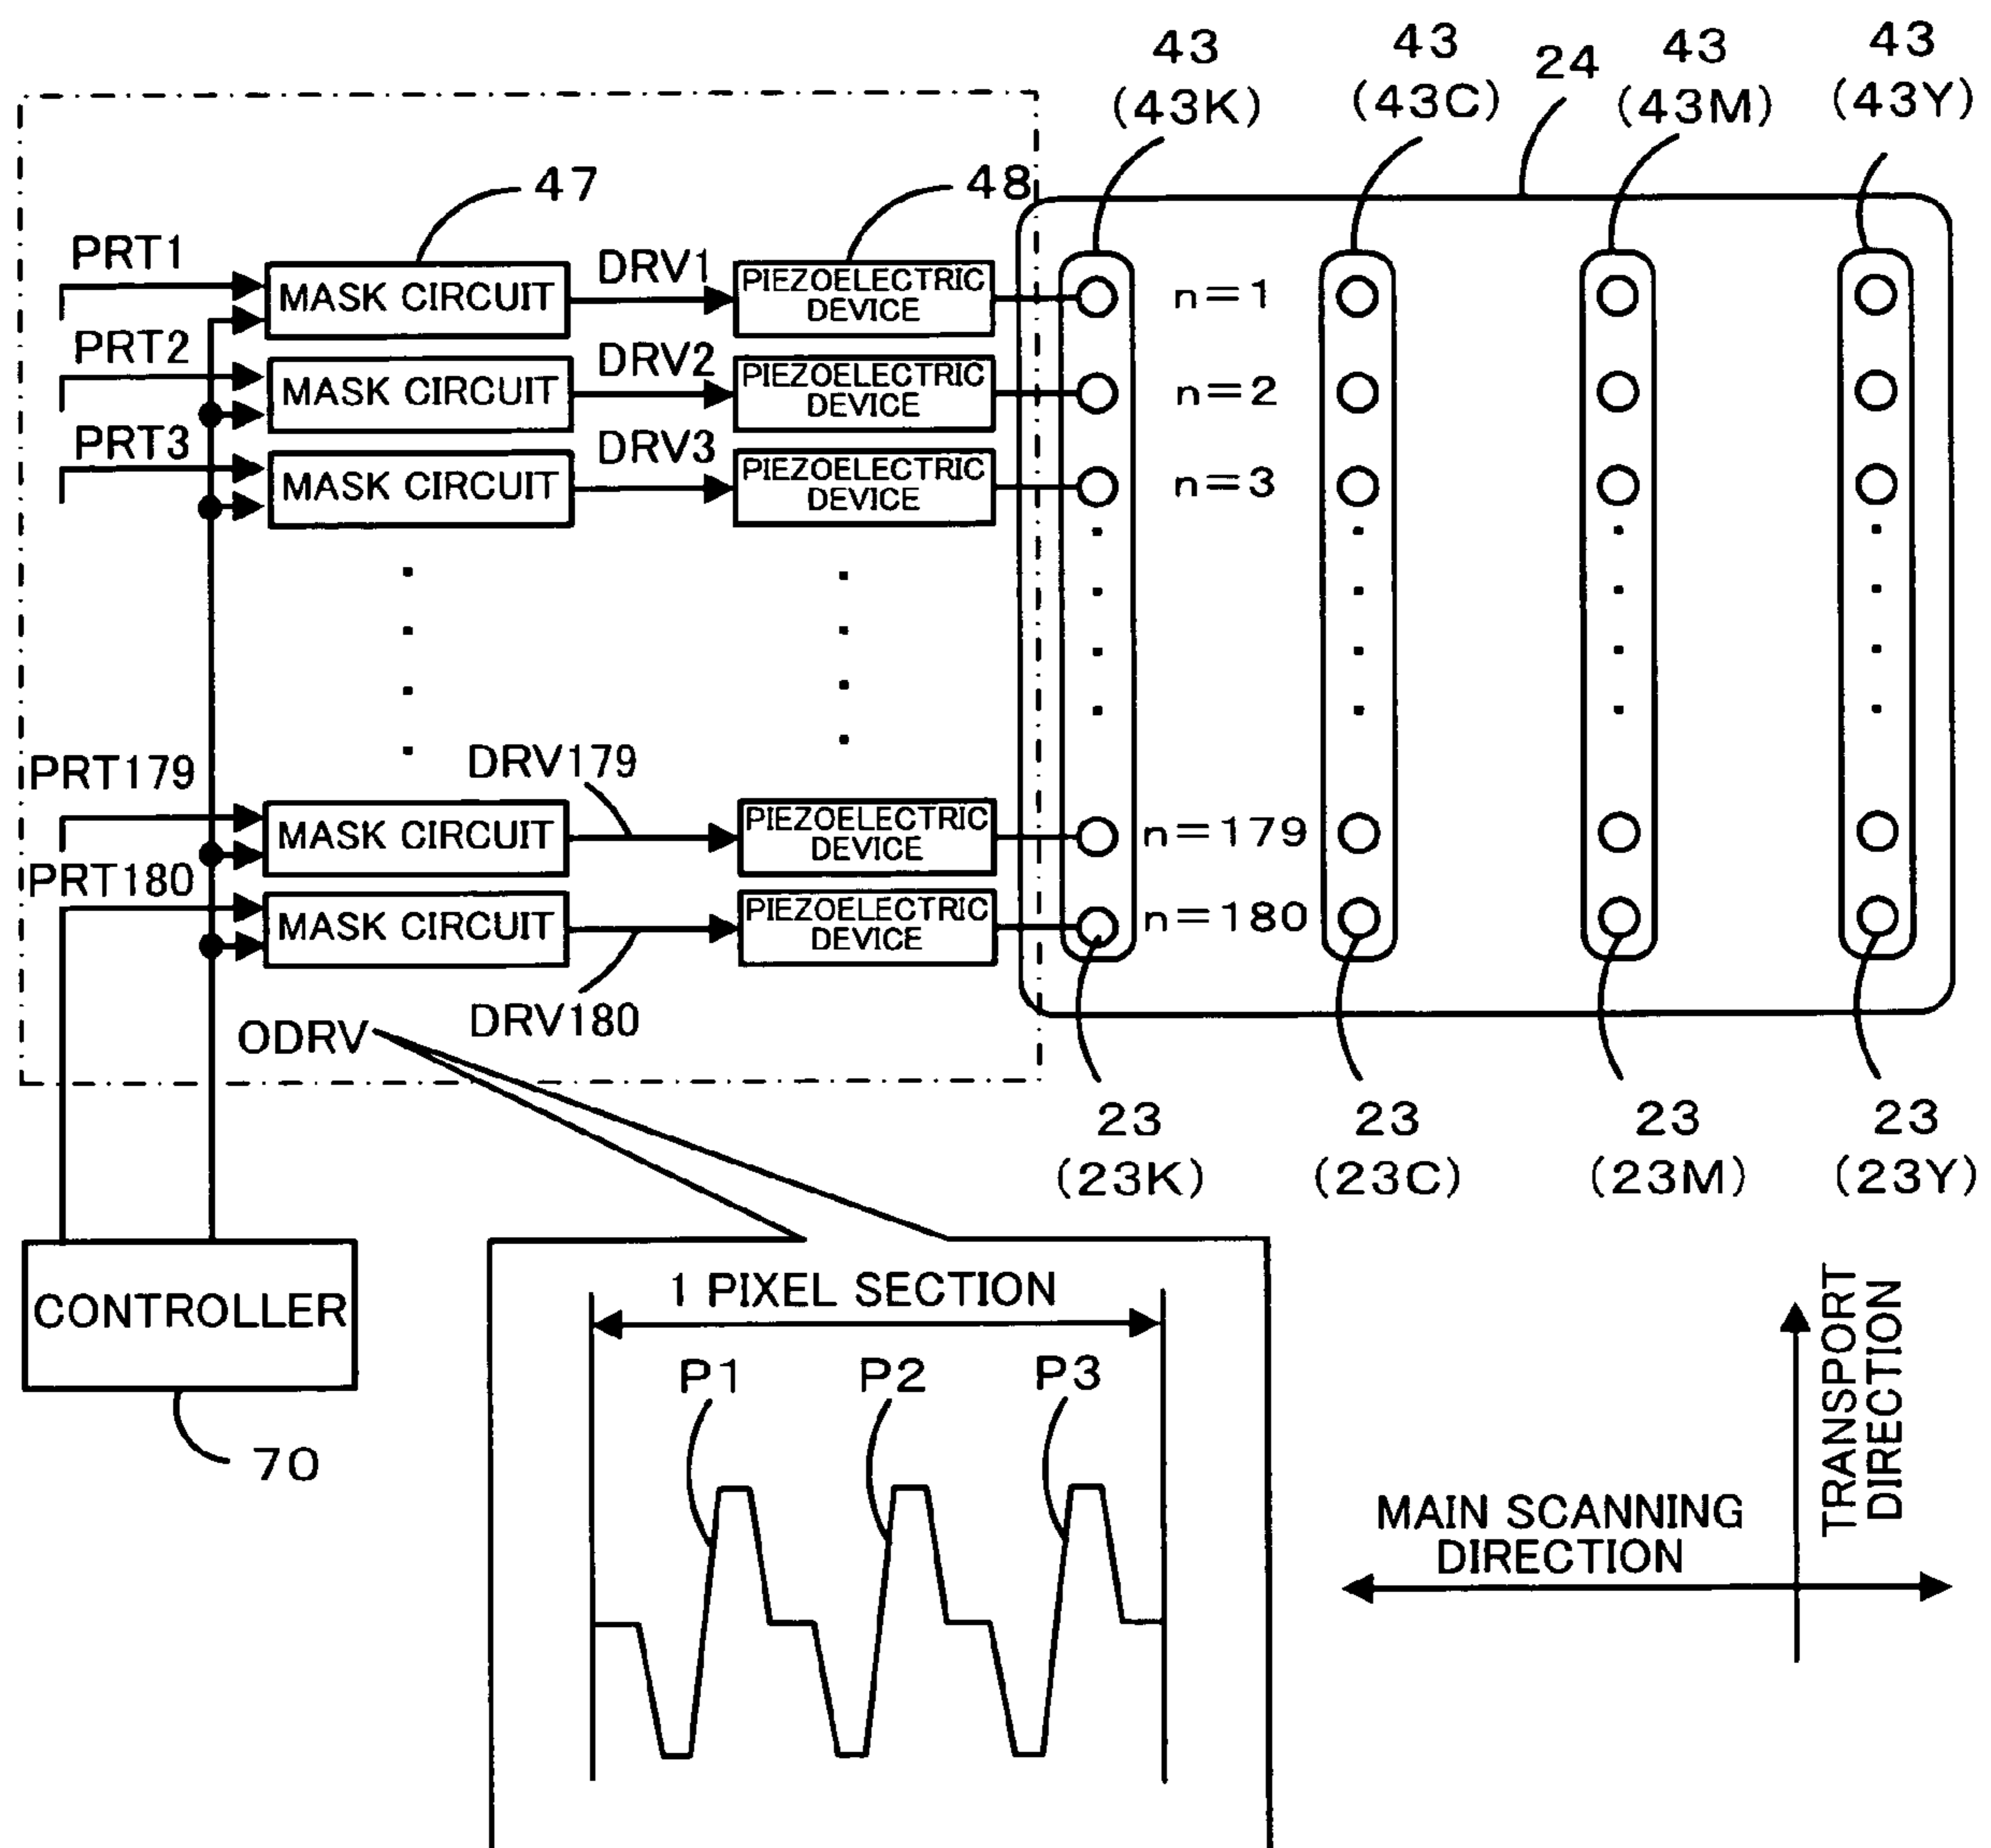 43 43 24 43 43
(43K) (43C) (43M) (43Y)
47 48
PRT1 MASK CIRCUIT DRV1 PIEZOELECTRIC DEVICE n=1
PRT2 MASK CIRCUIT DRV2 PIEZOELECTRIC DEVICE n=2
PRT3 MASK CIRCUIT DRV3 PIEZOELECTRIC DEVICE n=3
DRV179
PRT179 MASK CIRCUIT PIEZOELECTRIC DEVICE n=179
PRT180 MASK CIRCUIT PIEZOELECTRIC DEVICE n=180
DRV180
ODRV
23 23 23 23
(23K) (23C) (23M) (23Y)
CONTROLLER
70
1 PIXEL SECTION
P1 P2 P3
MAIN SCANNING
DIRECTION
TRANSPORT
DIRECTION